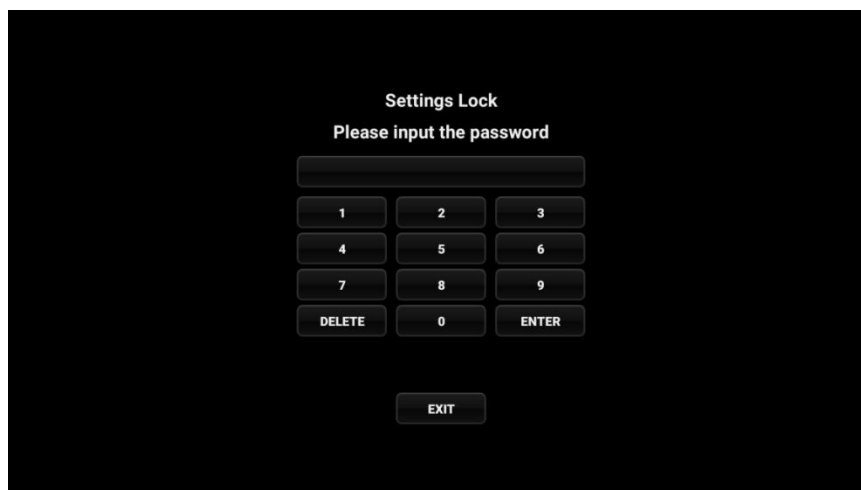 Settings Lock
Please input the password
1 2 3
4 5 6
7 8 9
DELETE 0 ENTER
EXIT